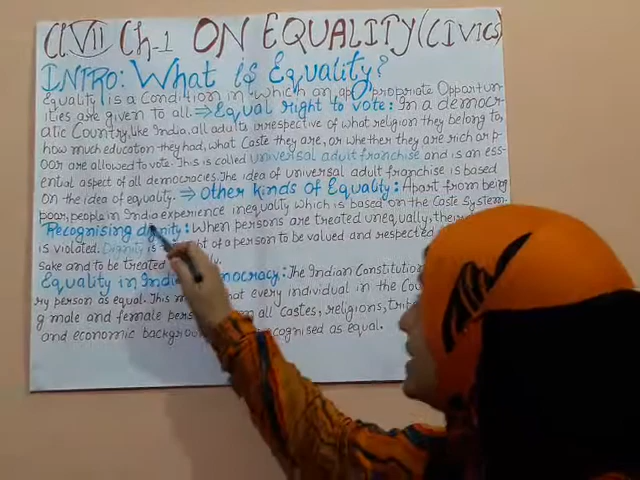 CL VII Ch-1 ON EQUALITY (CIVICS)
INTRO: What is Equality?
Equality is a Condition in which an appropriate Opportun-
ities are given to all. ⇒ Equal right to vote: In a democr-
atic Country, like India, all adults irrespective of what religion they belong to,
how much education they had, what Caste they are, or whether they are rich or p-
oor are allowed to vote. This is called universal adult franchise and is an ess-
ential aspect of all democracies. The idea of universal adult franchise is based
on the idea of equality. ⇒ Other kinds of Equality: Apart from being
poor, people in India experience inequality which is based on the Caste System.
Recognising dignity: When persons are treated unequally, their
is violated. Dignity is of a person to be valued and respected
sake and to be treated
Equality in Indian democracy: The Indian Constitution
ry person as equal. This that every individual in the Cou
g male and female pers all Castes, religions, trib
and economic backgrou recognised as equal.